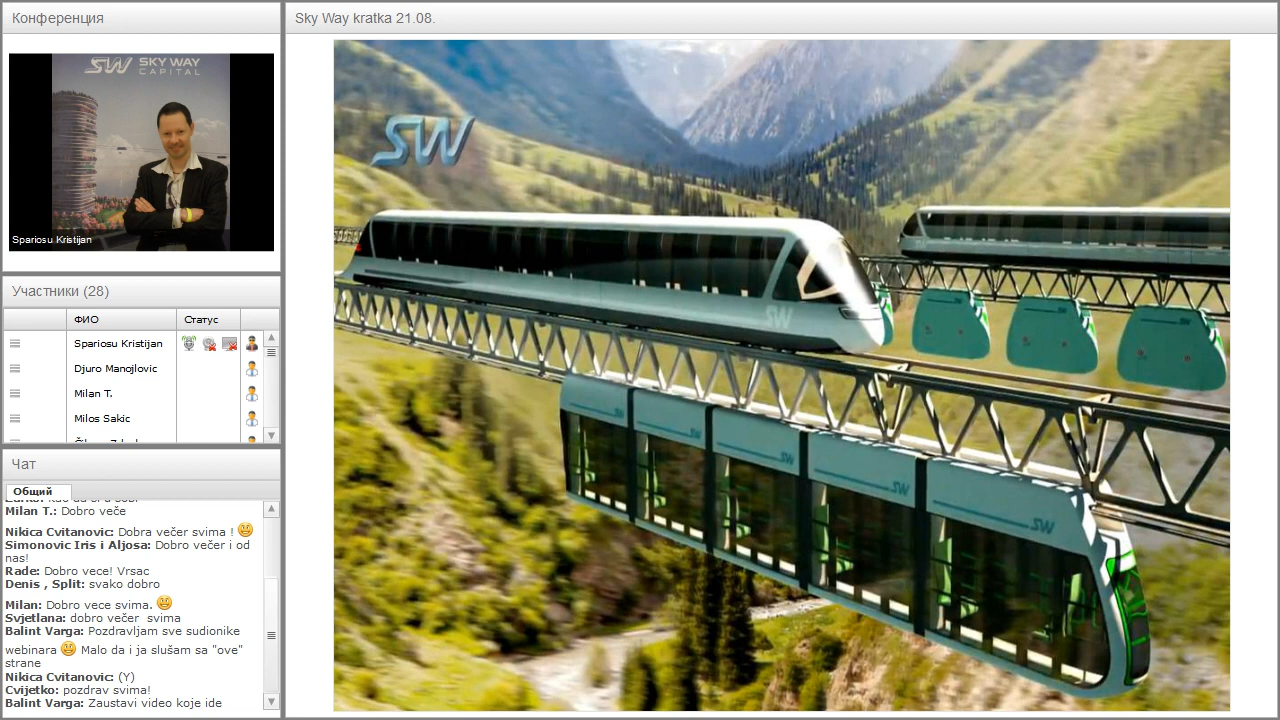 Конференция
SW SKY WAY
CAPITAL
Spariosu Kristijan
Участники (28)
ФИО Статус
Spariosu Kristijan
Djuro Manojlovic
Milan T.
Milos Sakic
Чат
Общий
Milan T.: Dobro veče
Nikica Cvitanovic: Dobra večer svima !
Simonovic Iris i Aljosa: Dobro večer i od
nas!
Rade: Dobro vece! Vrsac
Denis , Split: svako dobro
Milan: Dobro vece svima.
Svjetlana: dobro večer svima
Balint Varga: Pozdravljam sve sudionike
webinara Malo da i ja slušam sa "ove"
strane
Nikica Cvitanovic: (Y)
Cvijetko: pozdrav svima!
Balint Varga: Zaustavi video koje ide
Sky Way kratka 21.08.
SW
SW
SW
SW
SW
SW
SW